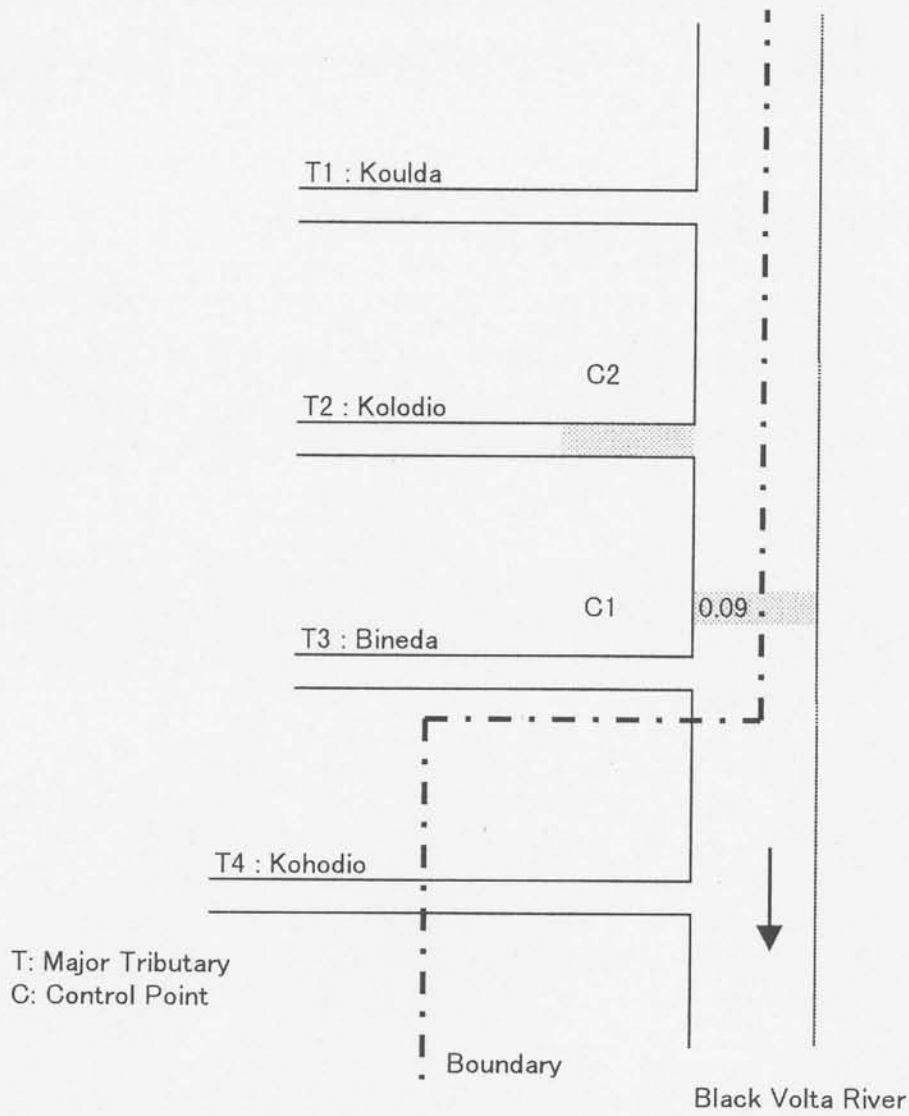 T1 : Koulda
C2
T2 : Kolodio
C1
0.09
T3 : Bineda
T4 : Kohodio
T: Major Tributary
C: Control Point
Boundary
Black Volta River